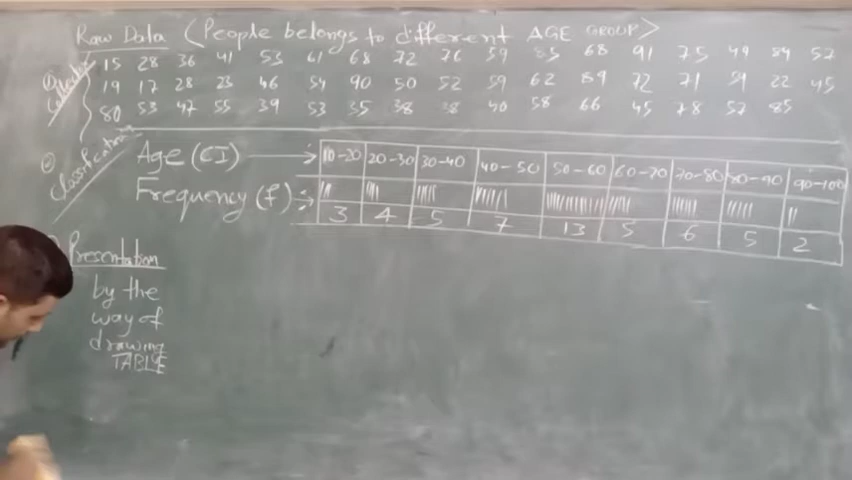 Raw Data (People belongs to different AGE GROUP)
15 28 36 41 53 61 68 72 76 59 85 68 91 75 49 84 57
19 17 28 23 46 54 90 50 52 59 62 89 72 71 59 22 45
80 53 47 55 39 53 35 38 38 40 58 66 45 78 57 85
Classification
Age (CI) 10-20 20-30 30-40 40-50 50-60 60-70 70-80 80-90 90-100
Frequency (f)
3 4 5 7 13 5 6 5 2
Presentation
by the
way of
drawing
TABLE